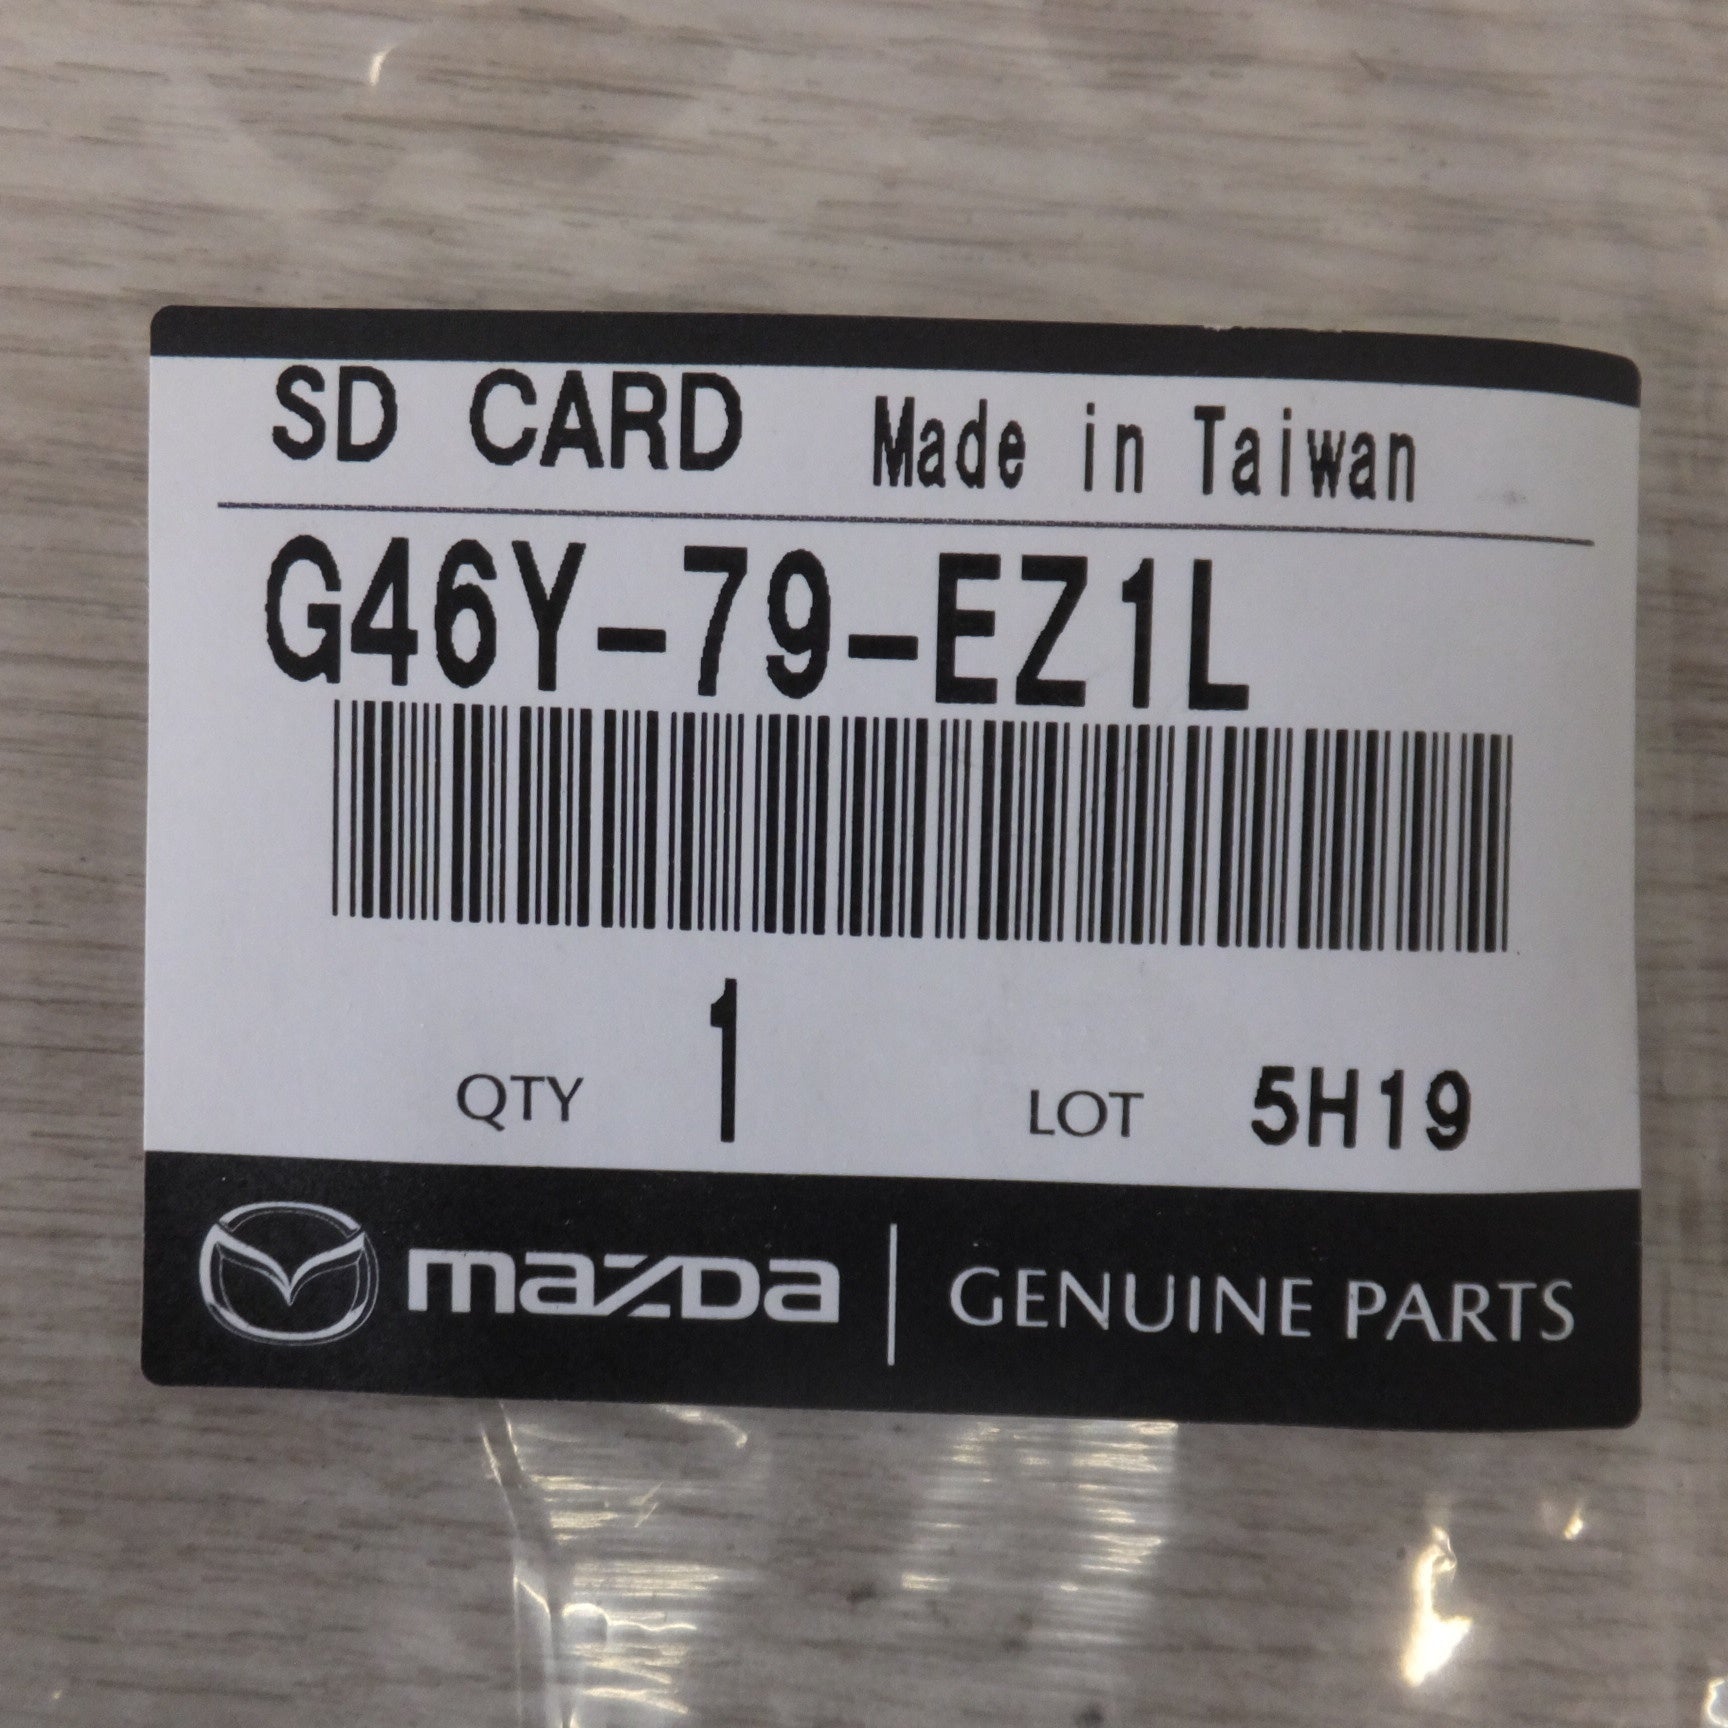 SD CARD Made in Taiwan
G46Y-79-EZ1L
QTY 1 LOT 5H19
mazda | GENUINE PARTS